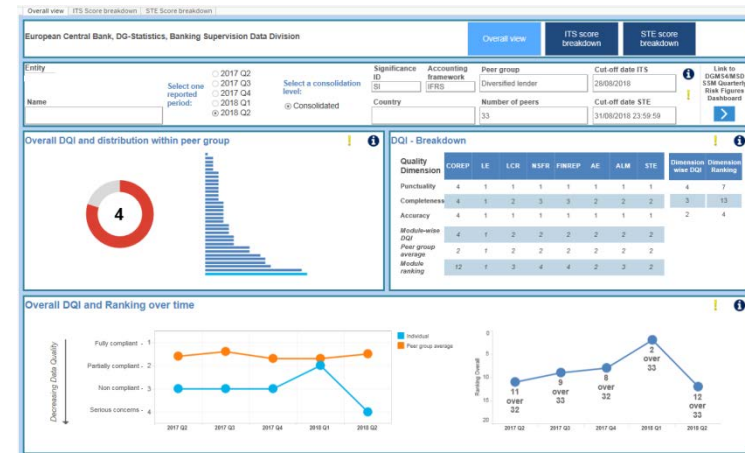 Overall view ITS Score breakdown STE Score breakdown
European Central Bank, DG-Statistics, Banking Supervision Data Division
Overall view
ITS score breakdown
STE score breakdown
Entity
Name
Select one reported period:
2017 Q2
2017 Q3
2017 Q4
2018 Q1
2018 Q2
Select a consolidation level:
Consolidated
Significance ID
SI
Accounting framework
IFRS
Country
Peer group
Diversified lender
Number of peers
33
Cut-off date ITS
28/08/2018
Cut-off date STE
31/08/2018 23:59:59
Link to
DGMS4/MSD
SSM Quarterly
Risk Figures
Dashboard
Overall DQI and distribution within peer group
4
DQI - Breakdown
Quality Dimension COREP LE LCR NSFR FINREP AE ALM STE Dimension wise DQI Dimension Ranking
Punctuality 4 1 1 1 1 1 1 1 4 7
Completeness 4 1 2 3 3 2 2 2 3 13
Accuracy 4 1 1 1 1 1 1 1 2 4
Module-wise DQI 4 1 2 2 2 2 2 2
Peer group average 2 1 2 2 2 2 2 2
Module ranking 12 1 3 4 4 2 3 2
Overall DQI and Ranking over time
Decreasing Data Quality
Fully compliant - 1
Partially compliant - 2
Non compliant - 3
Serious concerns - 4
2017 Q2 2017 Q3 2017 Q4 2018 Q1 2018 Q2
Individual
Peer group average
Ranking Overall
0
5
10
15
20
11 over 32
9 over 33
8 over 32
2 over 33
12 over 33
2017 Q2 2017 Q3 2017 Q4 2018 Q1 2018 Q2